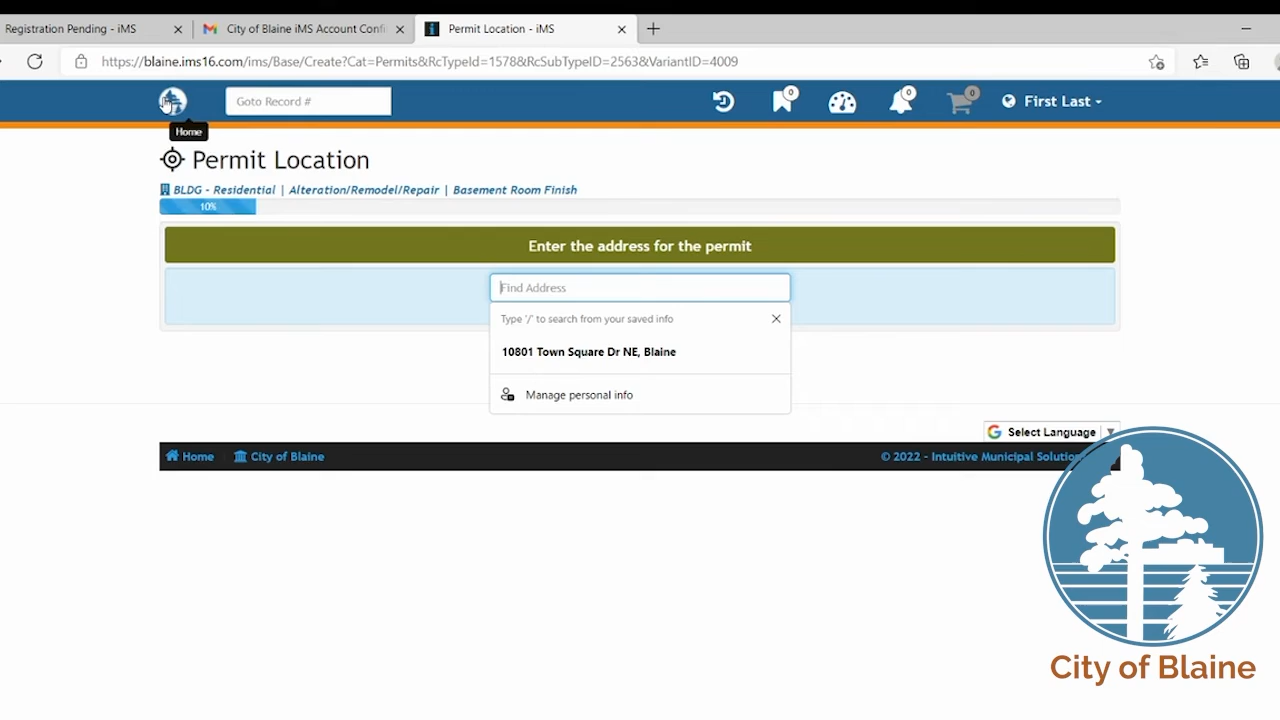 Registration Pending - iMS
City of Blaine iMS Account Confi
Permit Location - iMS
https://blaine.ims16.com/ims/Base/Create?Cat=Permits&RcTypeId=1578&RcSubTypeID=2563&VariantID=4009
Goto Record #
0
0
0
First Last
Home
Permit Location
BLDG - Residential | Alteration/Remodel/Repair | Basement Room Finish
10%
Enter the address for the permit
Find Address
Type '/' to search from your saved info
10801 Town Square Dr NE, Blaine
Manage personal info
G Select Language
Home City of Blaine © 2022 - Intuitive Municipal Solution
City of Blaine